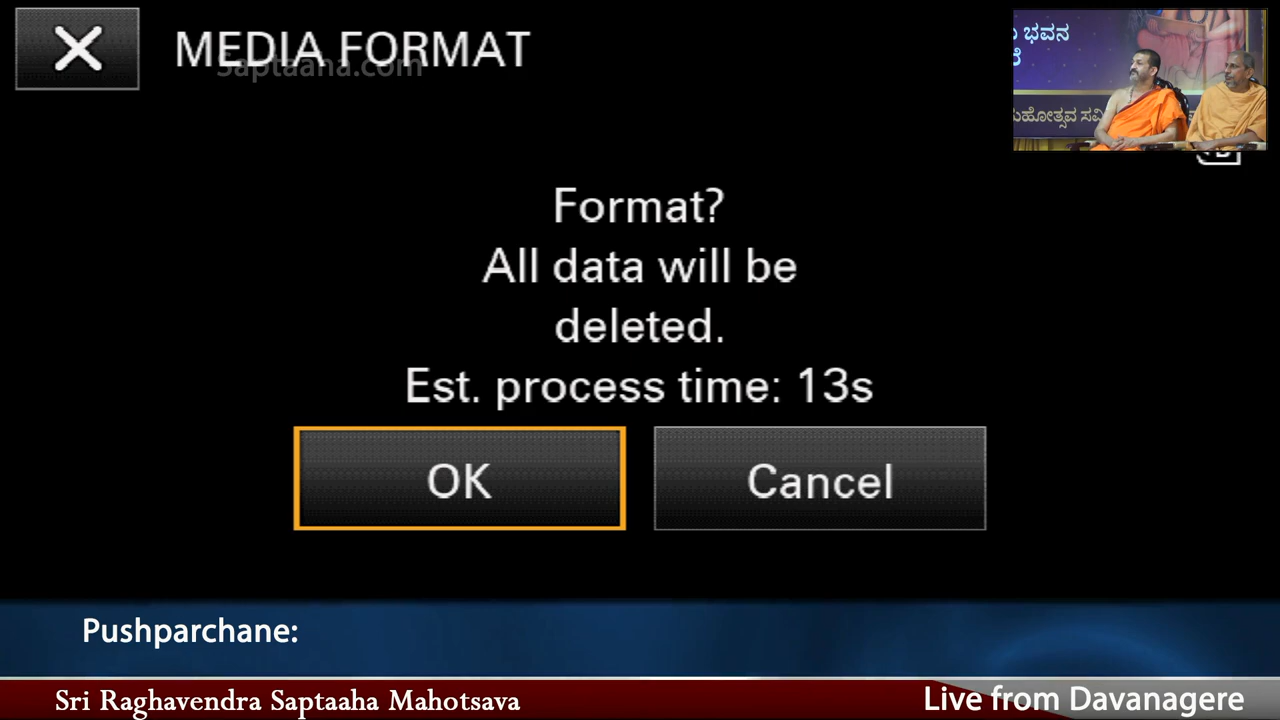 MEDIA FORMAT
Saptaaha.com
ಭವನ
Format?
All data will be
deleted.
Est. process time: 13s
OK
Cancel
Pushparchane:
Sri Raghavendra Saptaaha Mahotsava
Live from Davanagere